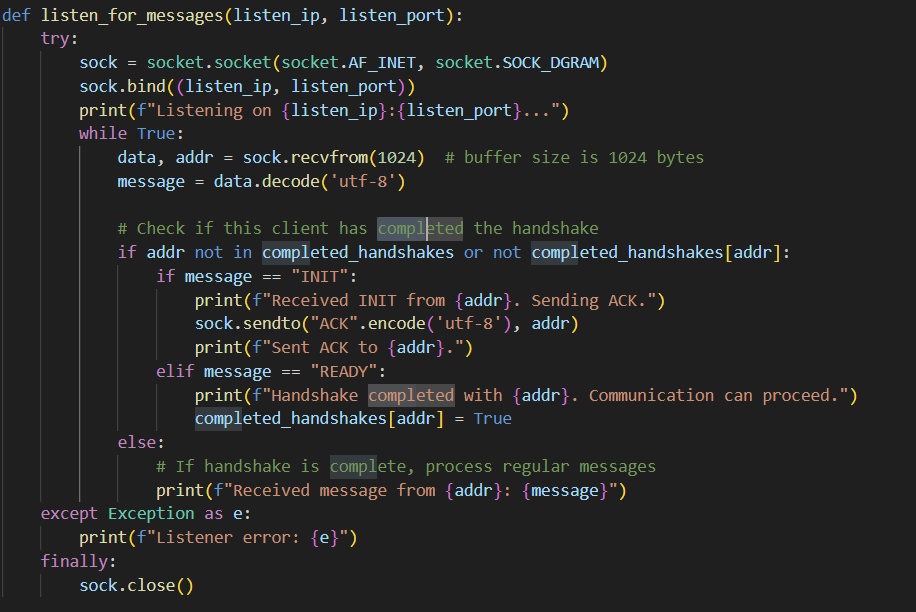 def listen_for_messages(listen_ip, listen_port):
    try:
        sock = socket.socket(socket.AF_INET, socket.SOCK_DGRAM)
        sock.bind((listen_ip, listen_port))
        print(f"Listening on {listen_ip}:{listen_port}...")
        while True:
            data, addr = sock.recvfrom(1024)  # buffer size is 1024 bytes
            message = data.decode('utf-8')

            # Check if this client has completed the handshake
            if addr not in completed_handshakes or not completed_handshakes[addr]:
                if message == "INIT":
                    print(f"Received INIT from {addr}. Sending ACK.")
                    sock.sendto("ACK".encode('utf-8'), addr)
                    print(f"Sent ACK to {addr}.")
                elif message == "READY":
                    print(f"Handshake completed with {addr}. Communication can proceed.")
                    completed_handshakes[addr] = True
            else:
                # If handshake is complete, process regular messages
                print(f"Received message from {addr}: {message}")
    except Exception as e:
        print(f"Listener error: {e}")
    finally:
        sock.close()